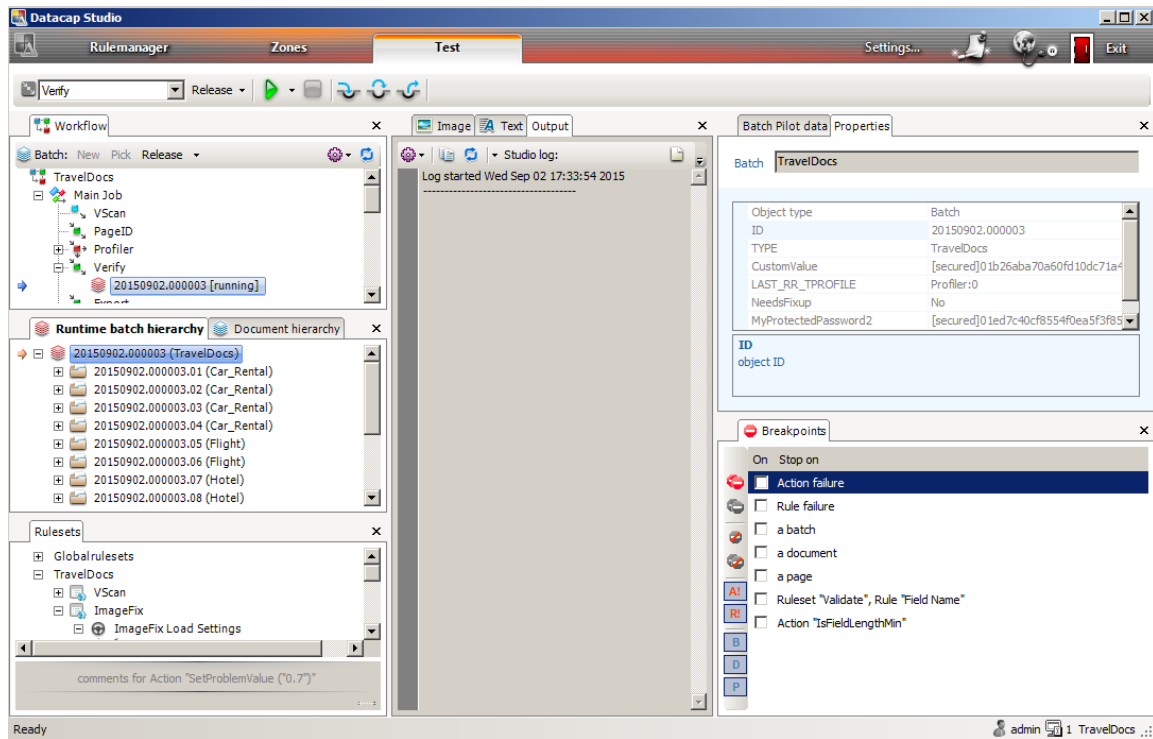 Datacap Studio
Rulemanager Zones Test Settings... Exit
Verify Release
Workflow
Batch: New Pick Release
TravelDocs
Main Job
VScan
PageID
Profiler
Verify
20150902.000003 [running]
Export
Runtime batch hierarchy Document hierarchy
20150902.000003 (TravelDocs)
20150902.000003.01 (Car_Rental)
20150902.000003.02 (Car_Rental)
20150902.000003.03 (Car_Rental)
20150902.000003.04 (Car_Rental)
20150902.000003.05 (Flight)
20150902.000003.06 (Flight)
20150902.000003.07 (Hotel)
20150902.000003.08 (Hotel)
Rulesets
Globalrulesets
TravelDocs
VScan
ImageFix
ImageFix Load Settings
comments for Action "SetProblemValue ("0.7")"
Image Text Output
Studio log:
Log started Wed Sep 02 17:33:54 2015
------------------------------------
Batch Pilot data Properties
Batch TravelDocs
Object type Batch
ID 20150902.000003
TYPE TravelDocs
CustomValue [secured]01b26aba70a60fd10dc71a4
LAST_RR_TPROFILE Profiler:0
NeedsFixup No
MyProtectedPassword2 [secured]01ed7c40cf8554f0ea5f3f85
ID
object ID
Breakpoints
On Stop on
Action failure
Rule failure
a batch
a document
a page
A! Ruleset "Validate", Rule "Field Name"
R! Action "IsFieldLengthMin"
B
D
P
Ready admin 1 TravelDocs